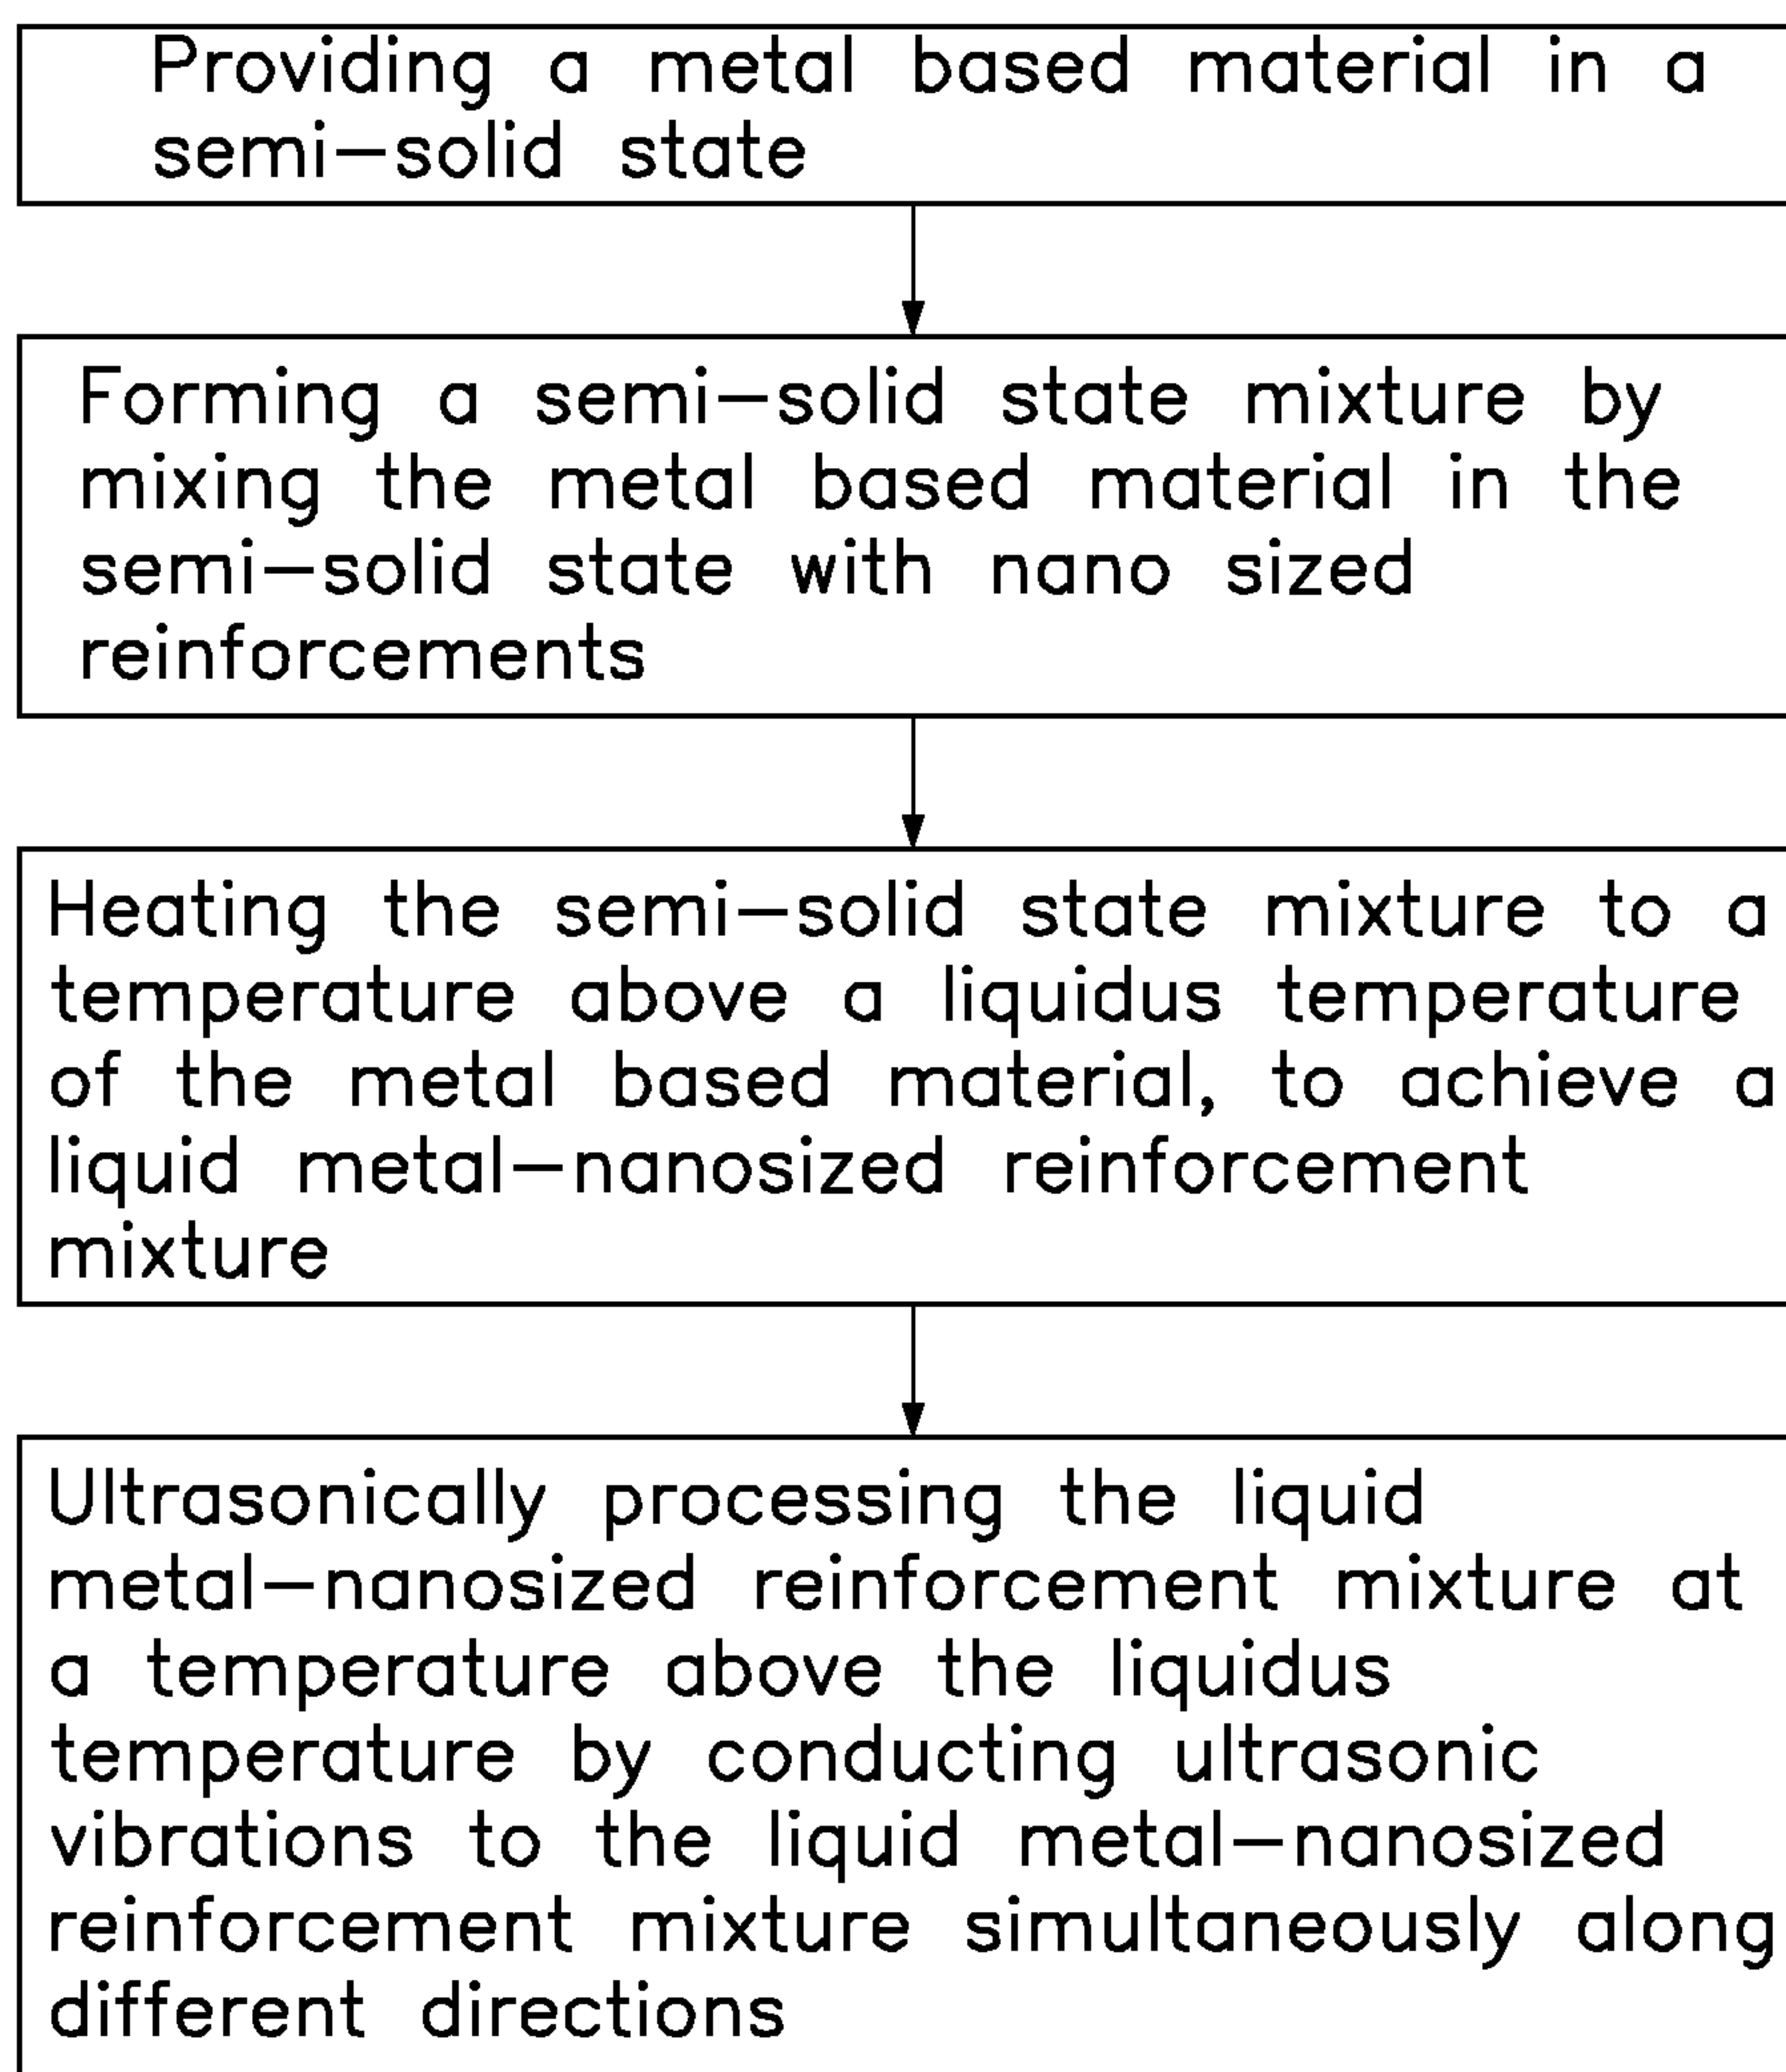 Providing a metal based material in a
semi—solid state
Forming a semi—solid state mixture by
mixing the metal based material in the
semi—solid state with nano sized
reinforcements
Heating the semi—solid state mixture to a
temperature above a liquidus temperature
of the metal based material, to achieve a
liquid metal—nanosized reinforcement
mixture
Ultrasonically processing the liquid
metal—nanosized reinforcement mixture at
a temperature above the liquidus
temperature by conducting ultrasonic
vibrations to the liquid metal—nanosized
reinforcement mixture simultaneously along
different directions